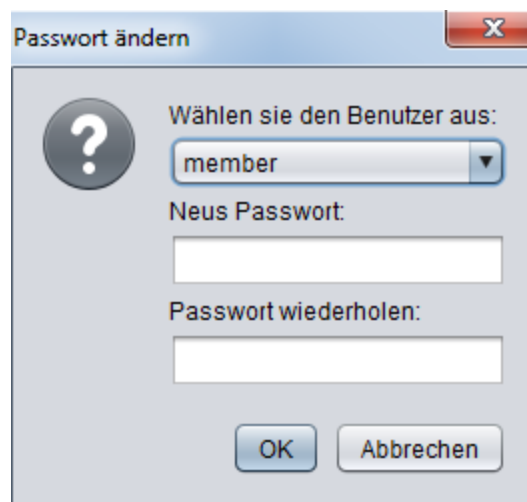 Passwort ändern
Wählen sie den Benutzer aus:
member
Neus Passwort:
Passwort wiederholen:
OK Abbrechen